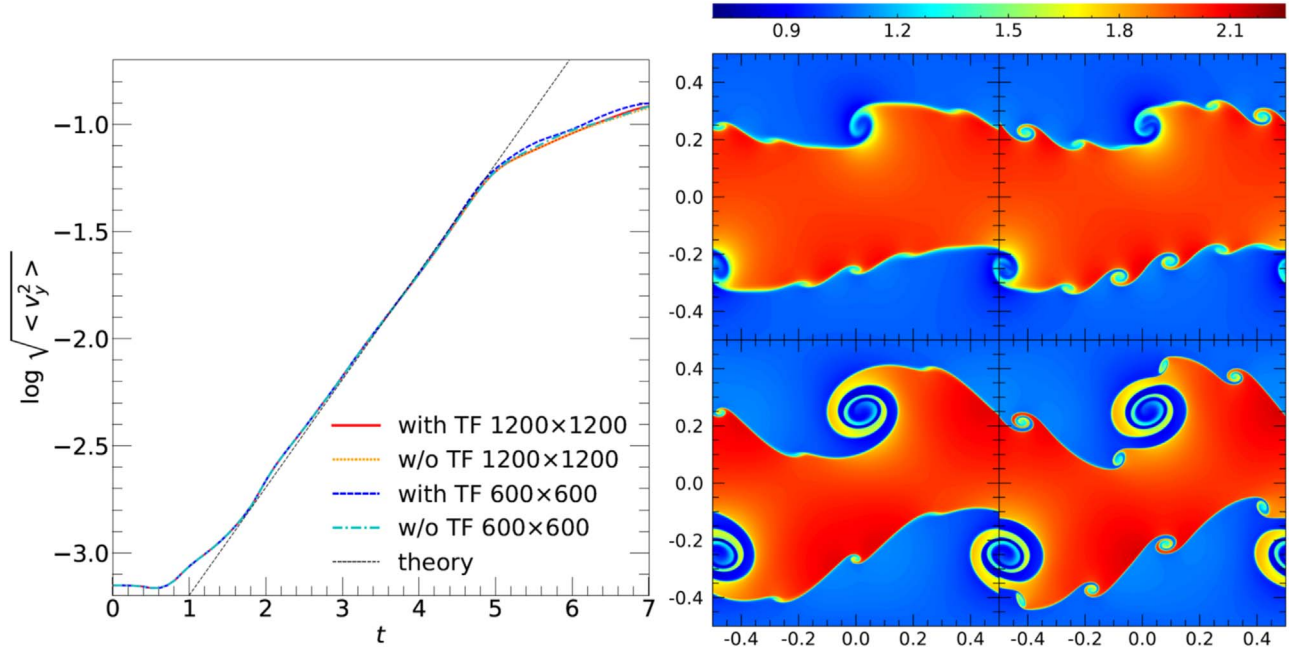 0.9 1.2 1.5 1.8 2.1
−1.0
−1.5
−2.0
−2.5
−3.0
log √< v_y^2 >
with TF 1200×1200
w/o TF 1200×1200
with TF 600×600
w/o TF 600×600
theory
0 1 2 3 4 5 6 7
t
0.4
0.2
0.0
-0.2
-0.4
0.4
0.2
0.0
-0.2
-0.4
-0.4 -0.2 0.0 0.2 0.4 -0.4 -0.2 0.0 0.2 0.4